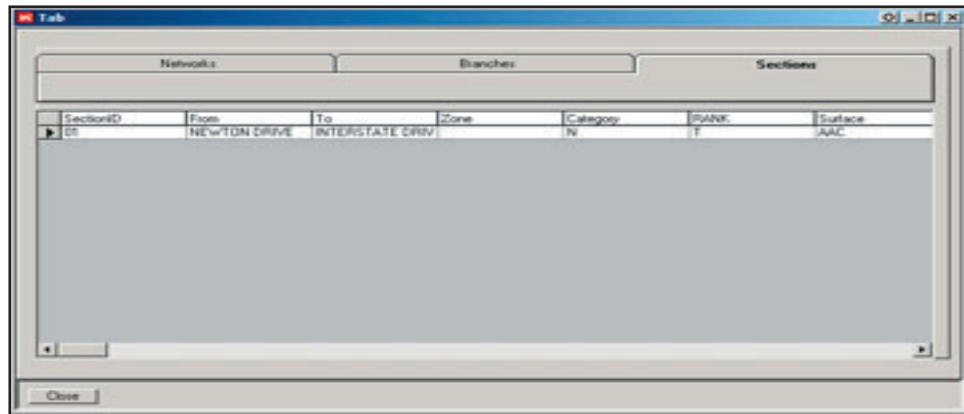 Tab
Networks Branches Sections
SectionID From To Zone Category RANK Surface
01 NEWTON DRIVE INTERSTATE DRIV N T AAC
Close